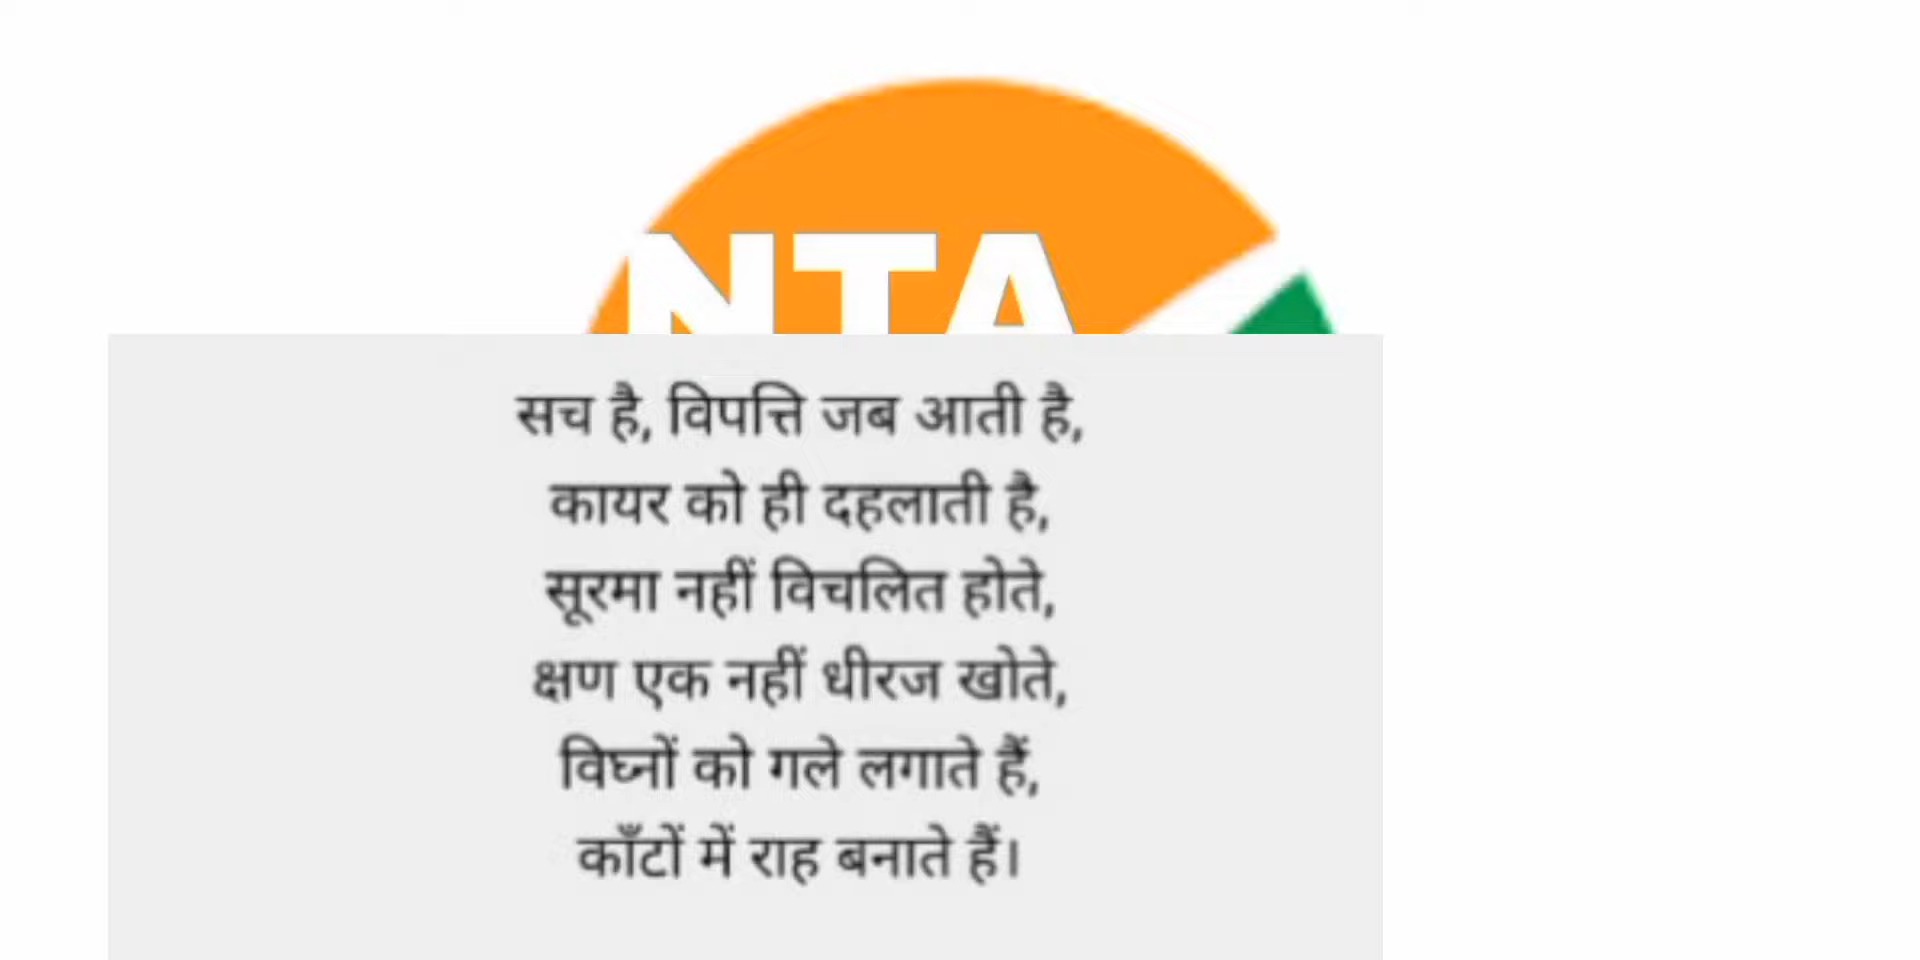 NTA
सच है, विपत्ति जब आती है,
कायर को ही दहलाती है,
सूरमा नहीं विचलित होते,
क्षण एक नहीं धीरज खोते,
विघ्नों को गले लगाते हैं,
काँटों में राह बनाते हैं।